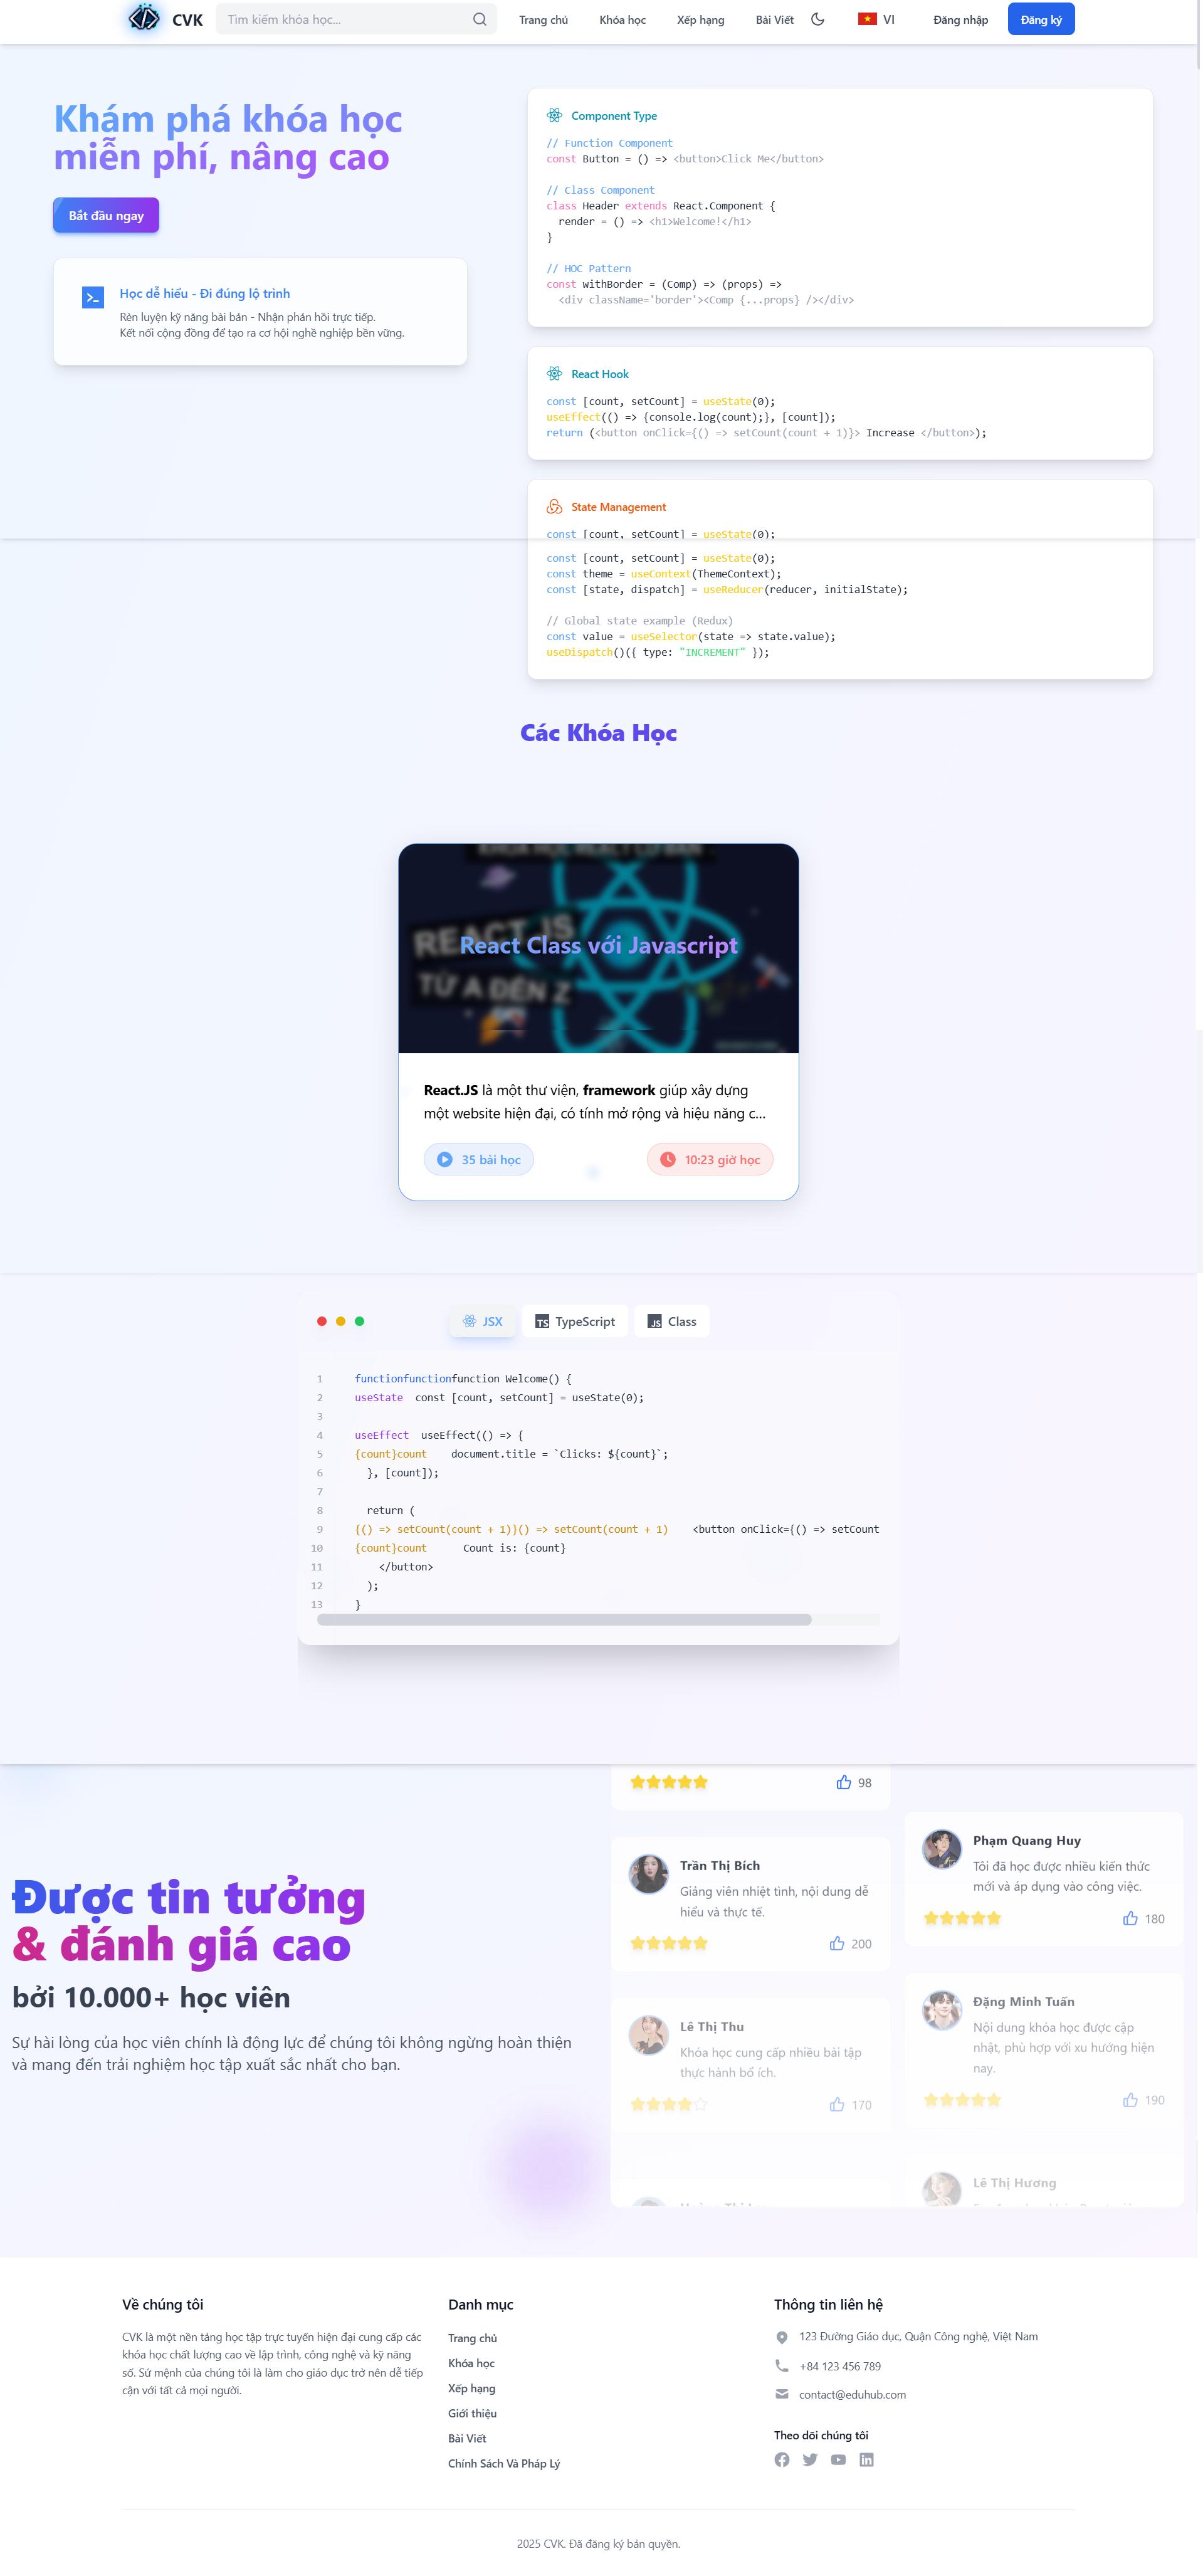 CVK
Tìm kiếm khóa học...
Trang chủ
Khóa học
Xếp hạng
Bài Viết
VI
Đăng nhập
Đăng ký
Khám phá khóa học
miễn phí, nâng cao
Bắt đầu ngay
Học dễ hiểu - Đi đúng lộ trình
Rèn luyện kỹ năng bài bản - Nhận phản hồi trực tiếp.
Kết nối cộng đồng để tạo ra cơ hội nghề nghiệp bền vững.
Component Type
// Function Component
const Button = () => <button>Click Me</button>
// Class Component
class Header extends React.Component {
render = () => <h1>Welcome!</h1>
}
// HOC Pattern
const withBorder = (Comp) => (props) =>
<div className='border'><Comp {...props} /></div>
React Hook
const [count, setCount] = useState(0);
useEffect(() => {console.log(count);}, [count]);
return (<button onClick={() => setCount(count + 1)}> Increase </button>);
State Management
const [count, setCount] = useState(0);
const [count, setCount] = useState(0);
const theme = useContext(ThemeContext);
const [state, dispatch] = useReducer(reducer, initialState);
// Global state example (Redux)
const value = useSelector(state => state.value);
useDispatch()({ type: "INCREMENT" });
Các Khóa Học
REACT JS
React Class với Javascript
TỪ A ĐẾN Z
React.JS là một thư viện, framework giúp xây dựng
một website hiện đại, có tính mở rộng và hiệu năng c...
35 bài học
10:23 giờ học
JSX
TypeScript
Class
1 functionfunctionfunction Welcome() {
2 useState const [count, setCount] = useState(0);
3
4 useEffect useEffect(() => {
5 {count}count document.title = `Clicks: ${count}`;
6 }, [count]);
7
8 return (
9 {() => setCount(count + 1)}() => setCount(count + 1) <button onClick={() => setCount
10 {count}count Count is: {count}
11 </button>
12 );
13 }
98
Trần Thị Bích
Giảng viên nhiệt tình, nội dung dễ
hiểu và thực tế.
200
Lê Thị Thu
Khóa học cung cấp nhiều bài tập
thực hành bổ ích.
170
Phạm Quang Huy
Tôi đã học được nhiều kiến thức
mới và áp dụng vào công việc.
180
Đặng Minh Tuấn
Nội dung khóa học được cập
nhật, phù hợp với xu hướng hiện
nay.
190
Lê Thị Hương
Được tin tưởng
& đánh giá cao
bởi 10.000+ học viên
Sự hài lòng của học viên chính là động lực để chúng tôi không ngừng hoàn thiện
và mang đến trải nghiệm học tập xuất sắc nhất cho bạn.
Về chúng tôi
CVK là một nền tảng học tập trực tuyến hiện đại cung cấp các
khóa học chất lượng cao về lập trình, công nghệ và kỹ năng
số. Sứ mệnh của chúng tôi là làm cho giáo dục trở nên dễ tiếp
cận với tất cả mọi người.
Danh mục
Trang chủ
Khóa học
Xếp hạng
Giới thiệu
Bài Viết
Chính Sách Và Pháp Lý
Thông tin liên hệ
123 Đường Giáo dục, Quận Công nghệ, Việt Nam
+84 123 456 789
contact@eduhub.com
Theo dõi chúng tôi
2025 CVK. Đã đăng ký bản quyền.